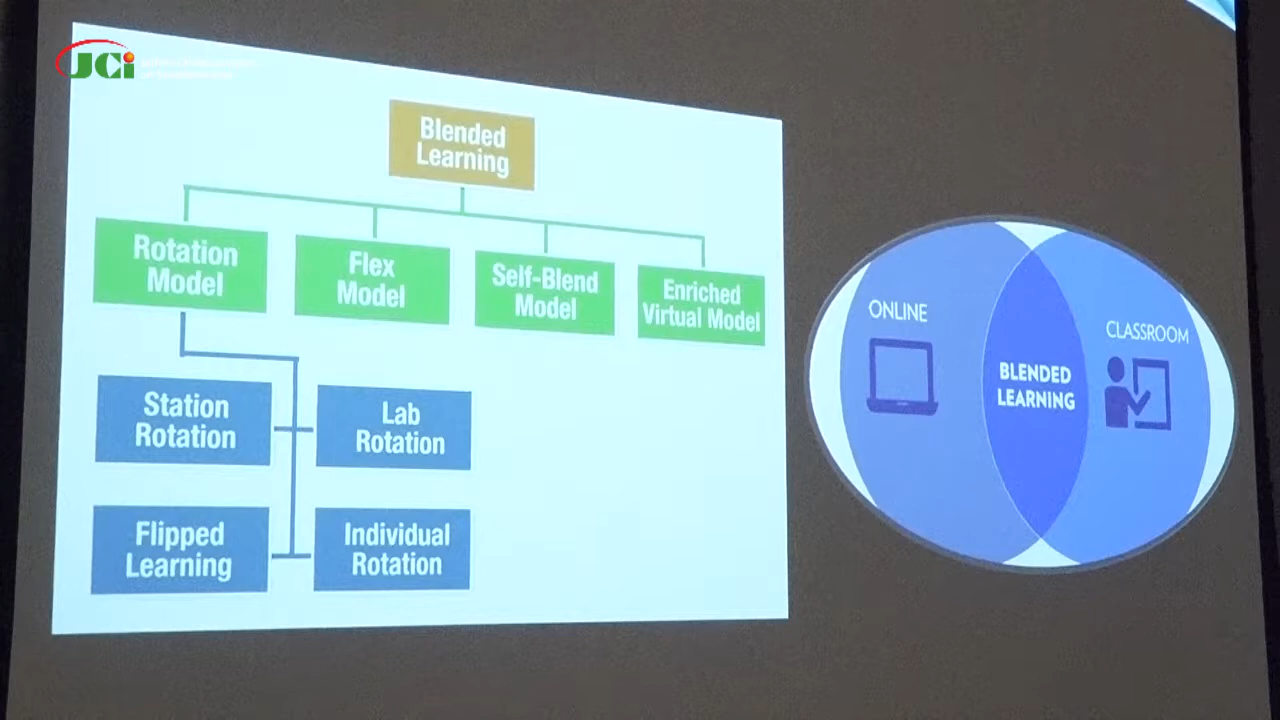 JCi
Blended
Learning
Rotation
Model
Flex
Model
Self-Blend
Model
Enriched
Virtual Model
Station
Rotation
Lab
Rotation
Flipped
Learning
Individual
Rotation
ONLINE
BLENDED
LEARNING
CLASSROOM